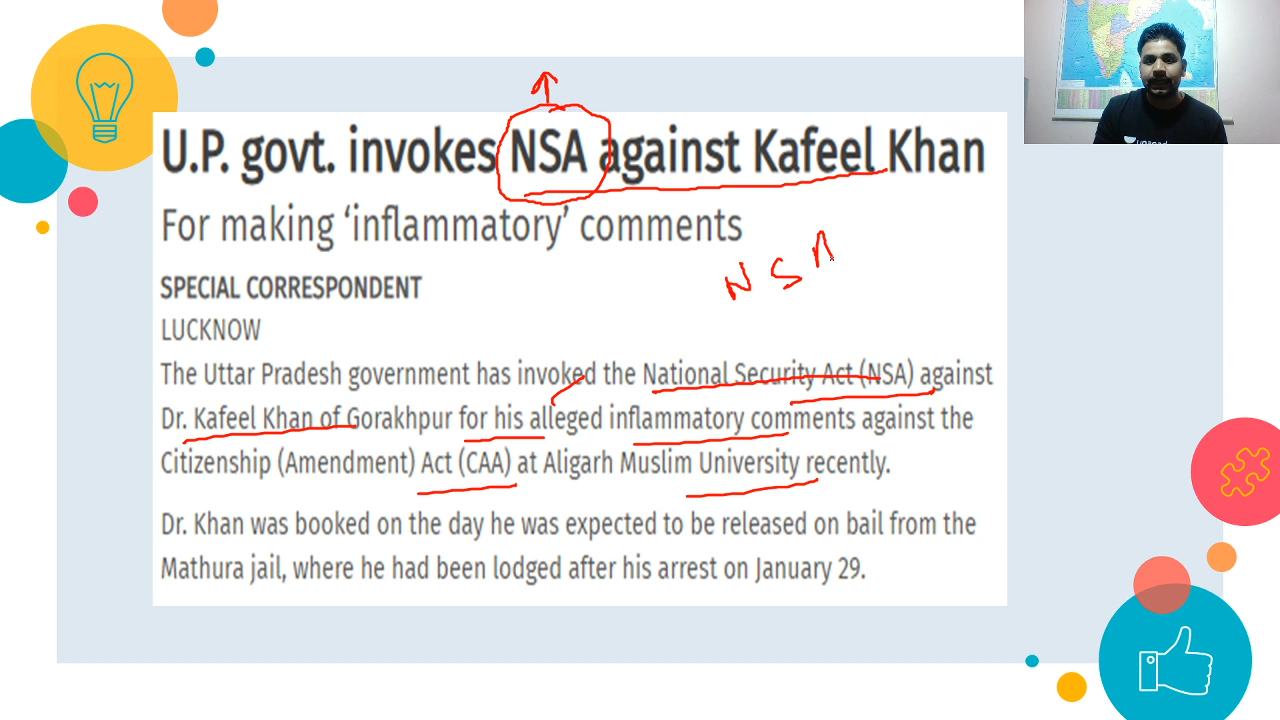 U.P. govt. invokes NSA against Kafeel Khan
For making ‘inflammatory’ comments
N S A
SPECIAL CORRESPONDENT
LUCKNOW
The Uttar Pradesh government has invoked the National Security Act (NSA) against
Dr. Kafeel Khan of Gorakhpur for his alleged inflammatory comments against the
Citizenship (Amendment) Act (CAA) at Aligarh Muslim University recently.
Dr. Khan was booked on the day he was expected to be released on bail from the
Mathura jail, where he had been lodged after his arrest on January 29.